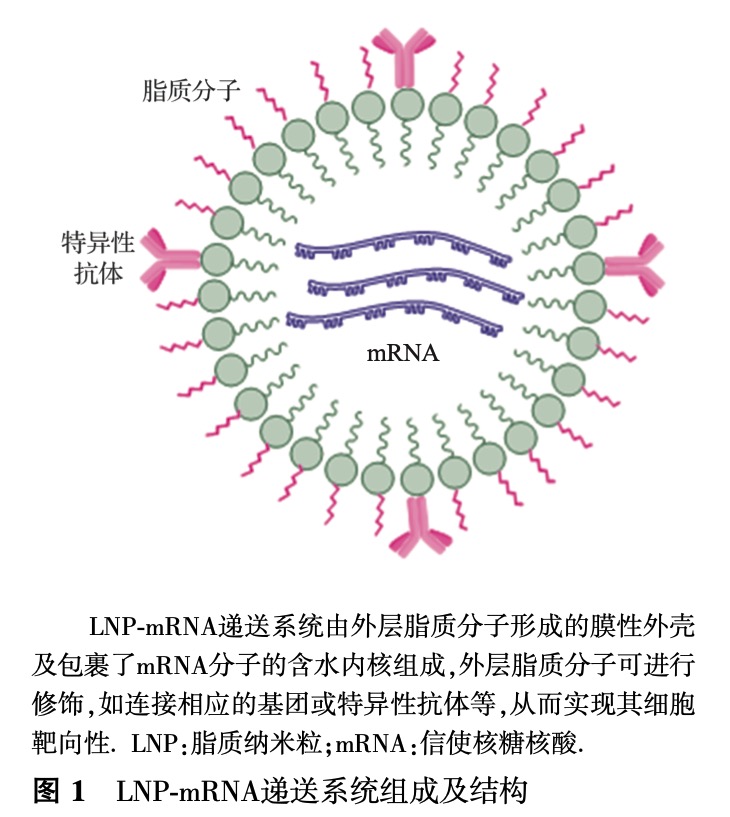 脂质分子
特异性
抗体
mRNA
LNP-mRNA递送系统由外层脂质分子形成的膜性外壳
及包裹了mRNA分子的含水内核组成,外层脂质分子可进行
修饰,如连接相应的基团或特异性抗体等,从而实现其细胞
靶向性. LNP:脂质纳米粒;mRNA:信使核糖核酸.
图 1 LNP-mRNA递送系统组成及结构